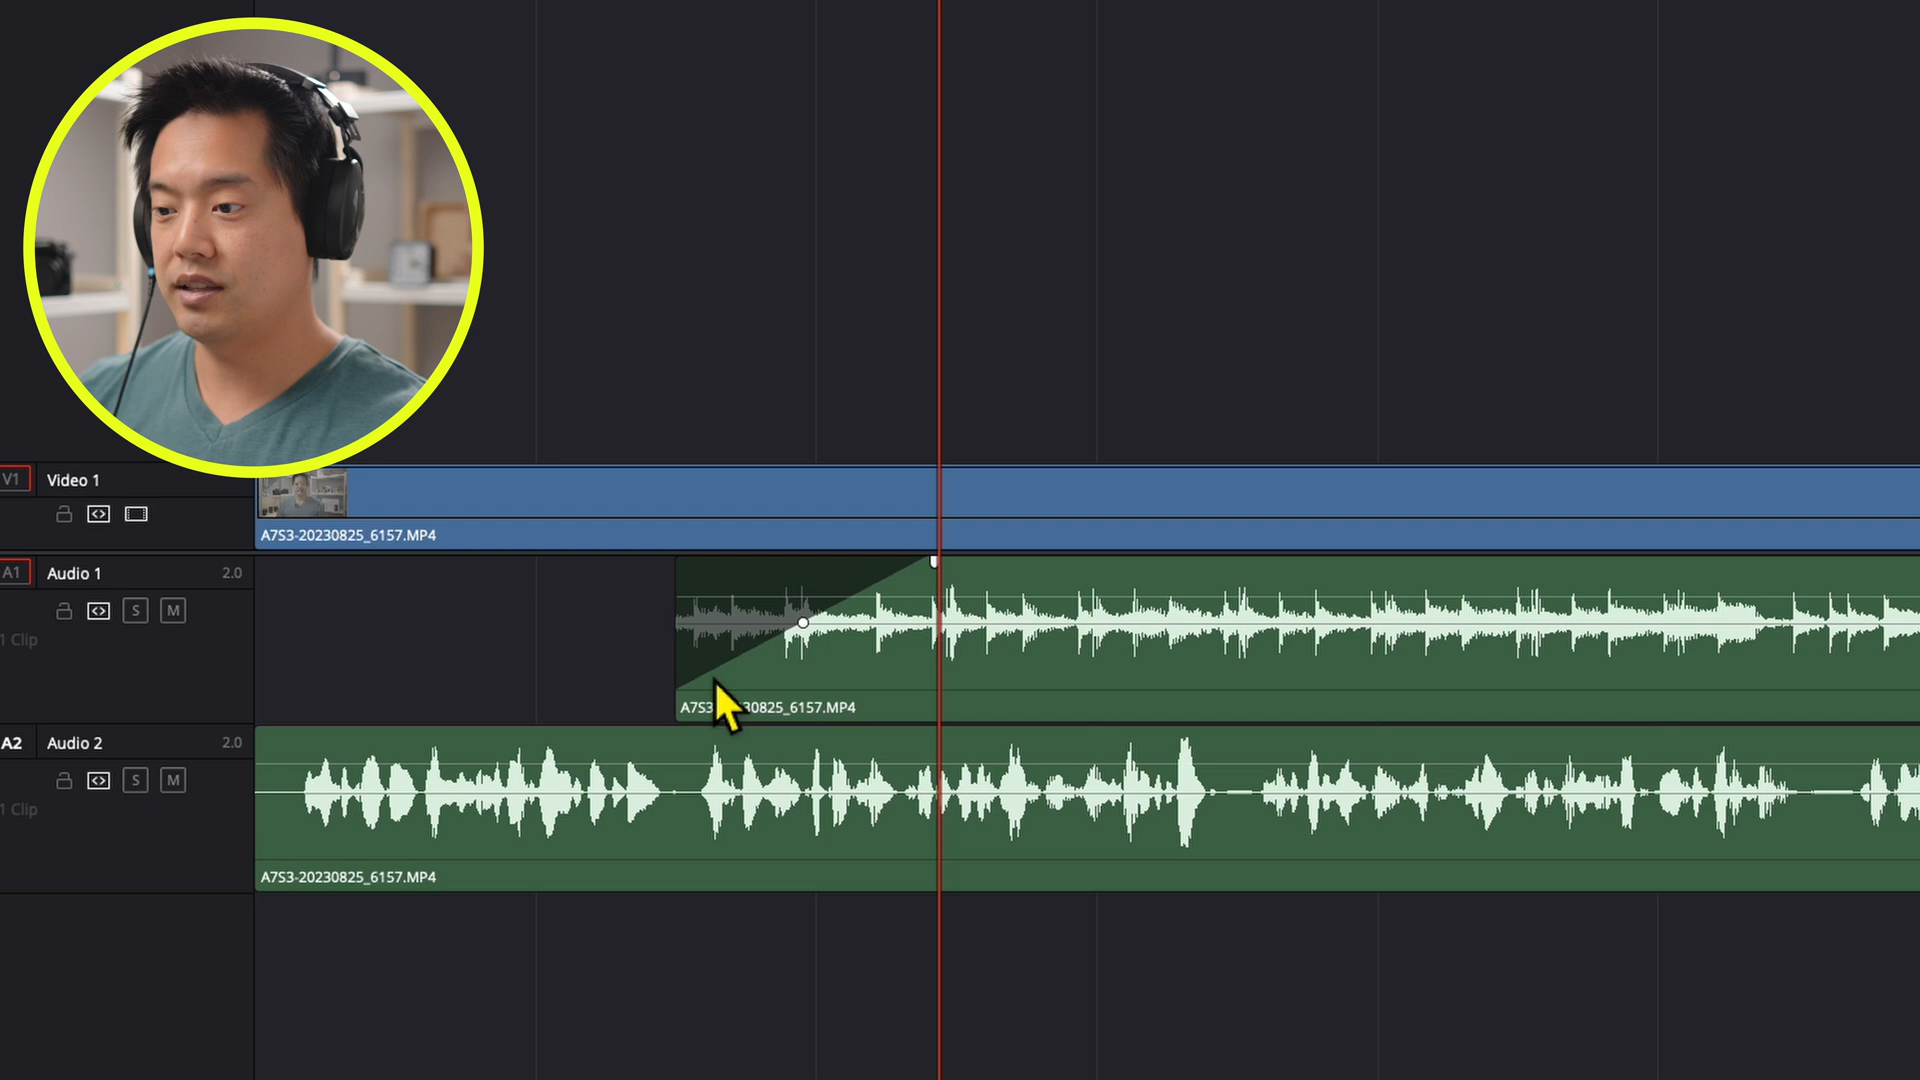 V1 Video 1
A7S3-20230825_6157.MP4
A1 Audio 1 2.0
S M
1 Clip
A7S3 30825_6157.MP4
A2 Audio 2 2.0
S M
1 Clip
A7S3-20230825_6157.MP4